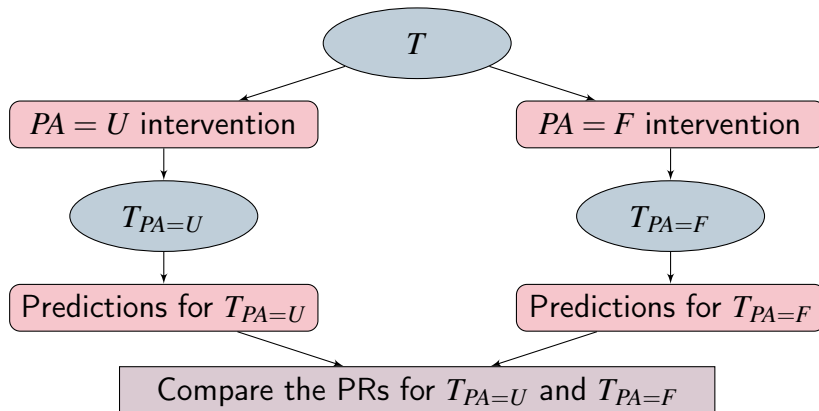 T
PA = U intervention
PA = F intervention
T_{PA=U}
T_{PA=F}
Predictions for T_{PA=U}
Predictions for T_{PA=F}
Compare the PRs for T_{PA=U} and T_{PA=F}